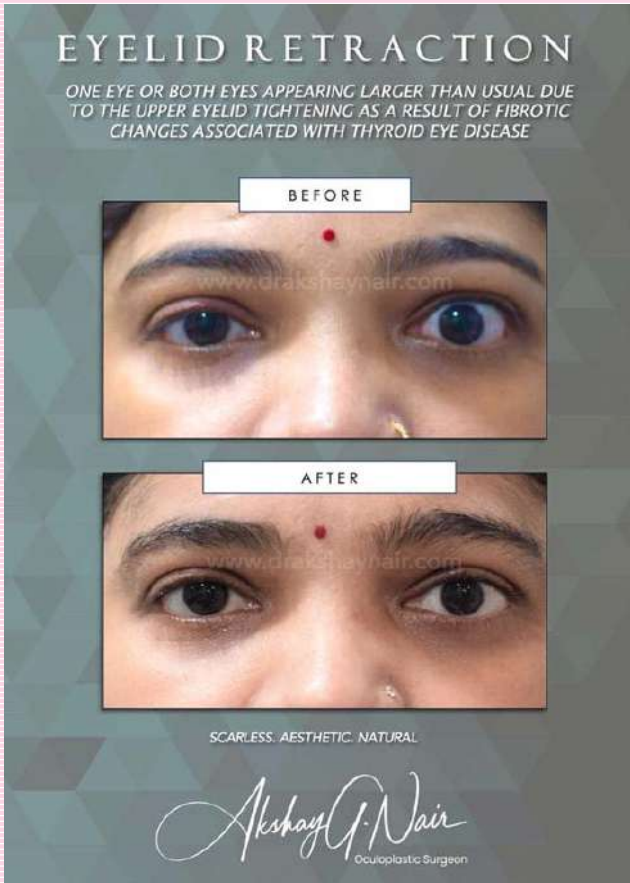 EYELID RETRACTION
ONE EYE OR BOTH EYES APPEARING LARGER THAN USUAL DUE
TO THE UPPER EYELID TIGHTENING AS A RESULT OF FIBROTIC
CHANGES ASSOCIATED WITH THYROID EYE DISEASE
BEFORE
www.drakshaynair.com
AFTER
www.drakshaynair.com
SCARLESS. AESTHETIC. NATURAL
Akshay G. Nair
Oculoplastic Surgeon